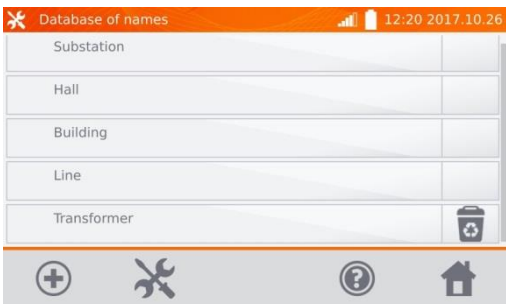 Database of names 12:20 2017.10.26
Substation
Hall
Building
Line
Transformer